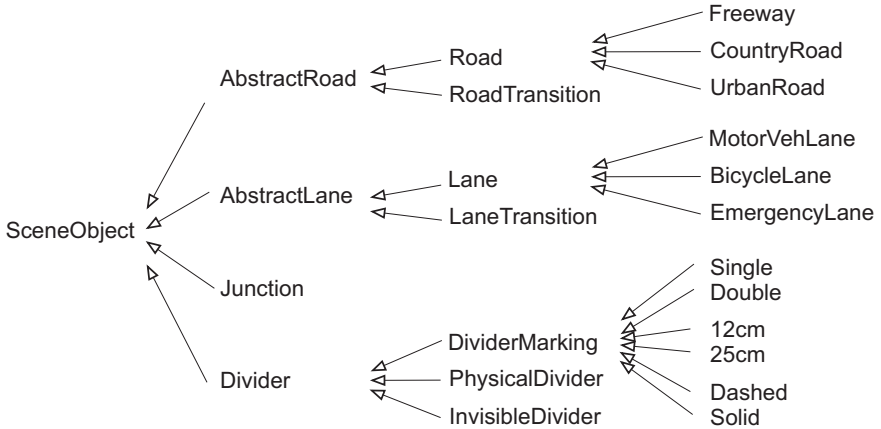 Freeway
Road
CountryRoad
AbstractRoad
UrbanRoad
RoadTransition
MotorVehLane
Lane
BicycleLane
AbstractLane
LaneTransition
EmergencyLane
SceneObject
Single
Junction
Double
12cm
DividerMarking
25cm
Divider
PhysicalDivider
Dashed
InvisibleDivider
Solid